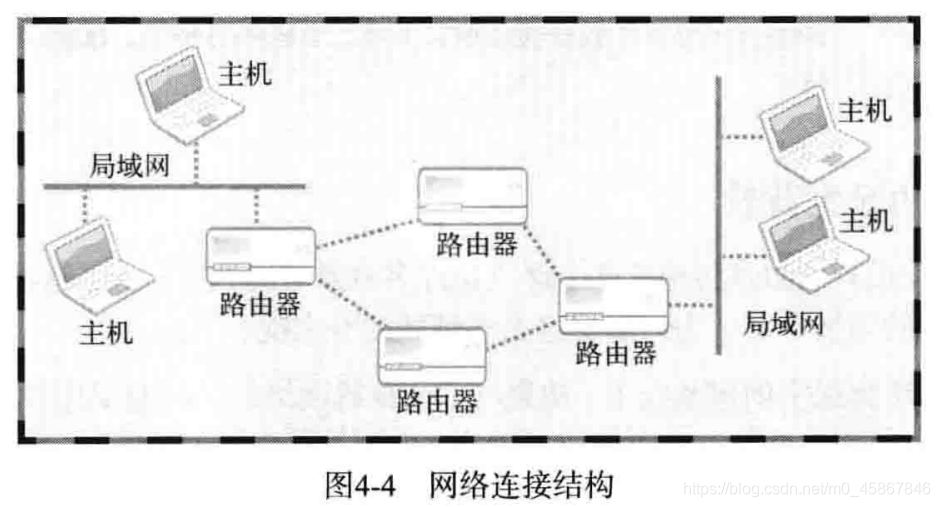 主机
主机
局域网
主机
路由器
路由器
主机
路由器
局域网
路由器
图4-4 网络连接结构
https://blog.csdn.net/m0_45867846